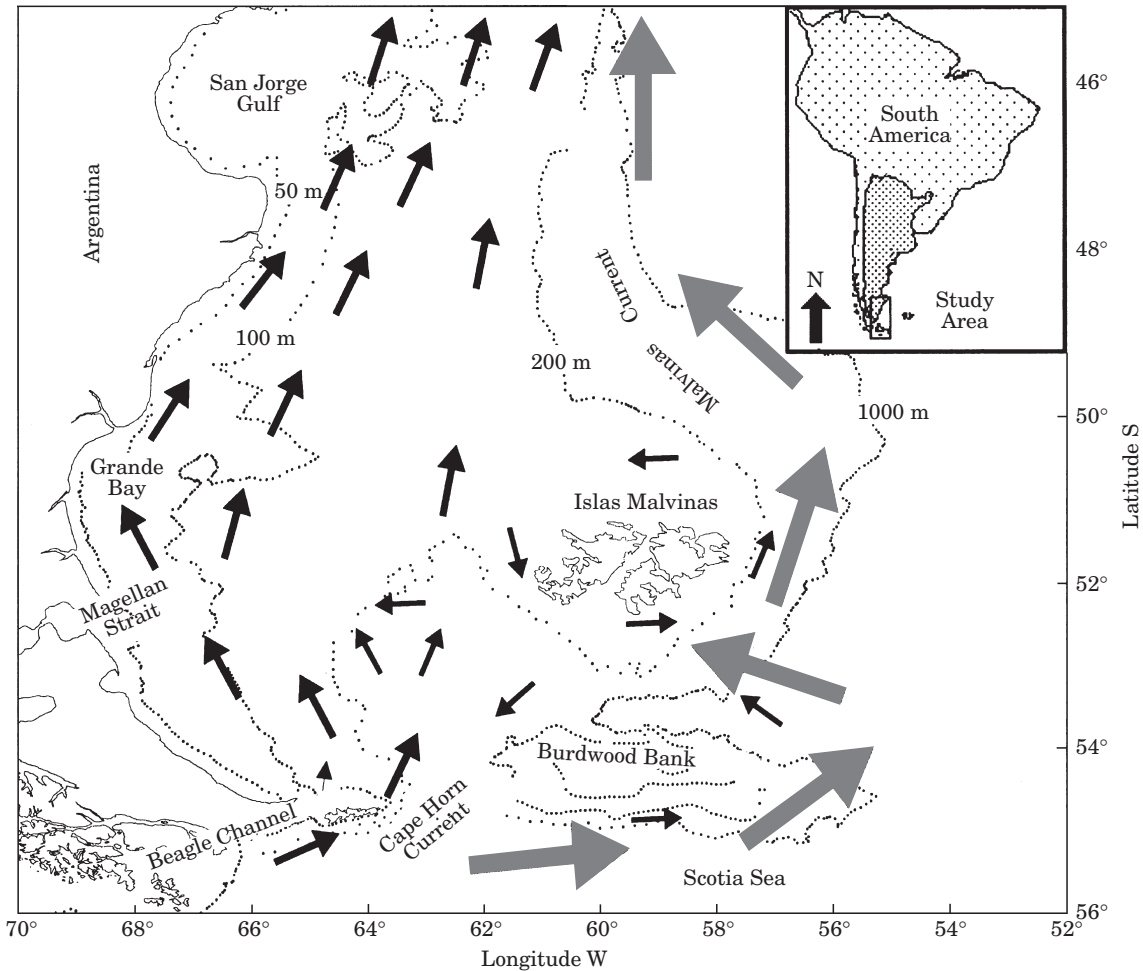 San Jorge
Gulf
Argentina
50 m
100 m
200 m
1000 m
Current
Malvinas
Grande
Bay
Islas Malvinas
Magellan
Strait
Burdwood Bank
Beagle Channel
Cape Horn
Current
Scotia Sea
South
America
N
Study
Area
46°
48°
50°
52°
54°
56°
Latitude S
70°
68°
66°
64°
62°
60°
58°
56°
54°
52°
Longitude W